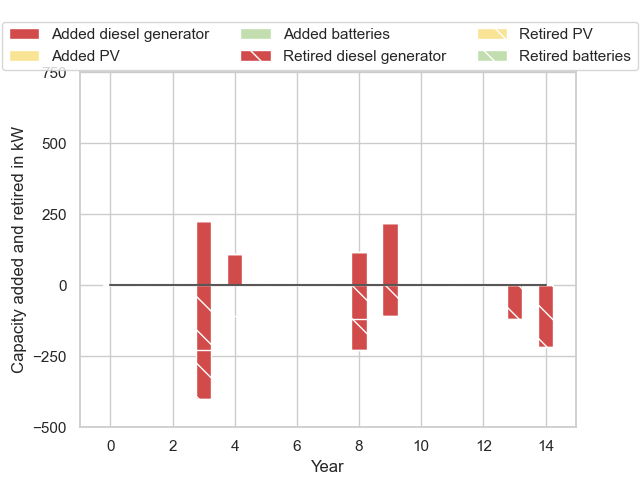 Added diesel generator
Added batteries
Retired PV
Added PV
Retired diesel generator
Retired batteries
750
500
250
0
−250
−500
Capacity added and retired in kW
0 2 4 6 8 10 12 14
Year